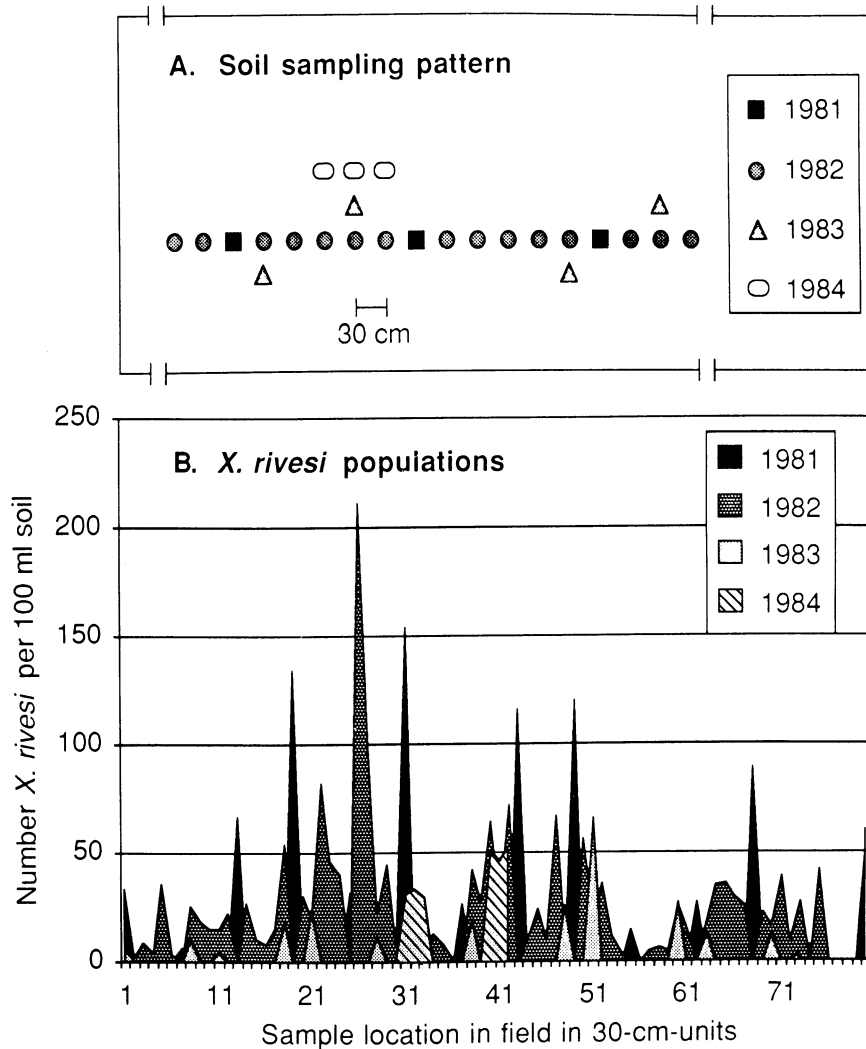 A. Soil sampling pattern
1981
1982
1983
1984
30 cm
250
200
150
100
50
0
B. X. rivesi populations
1981
1982
1983
1984
Number X. rivesi per 100 ml soil
1 11 21 31 41 51 61 71
Sample location in field in 30-cm-units